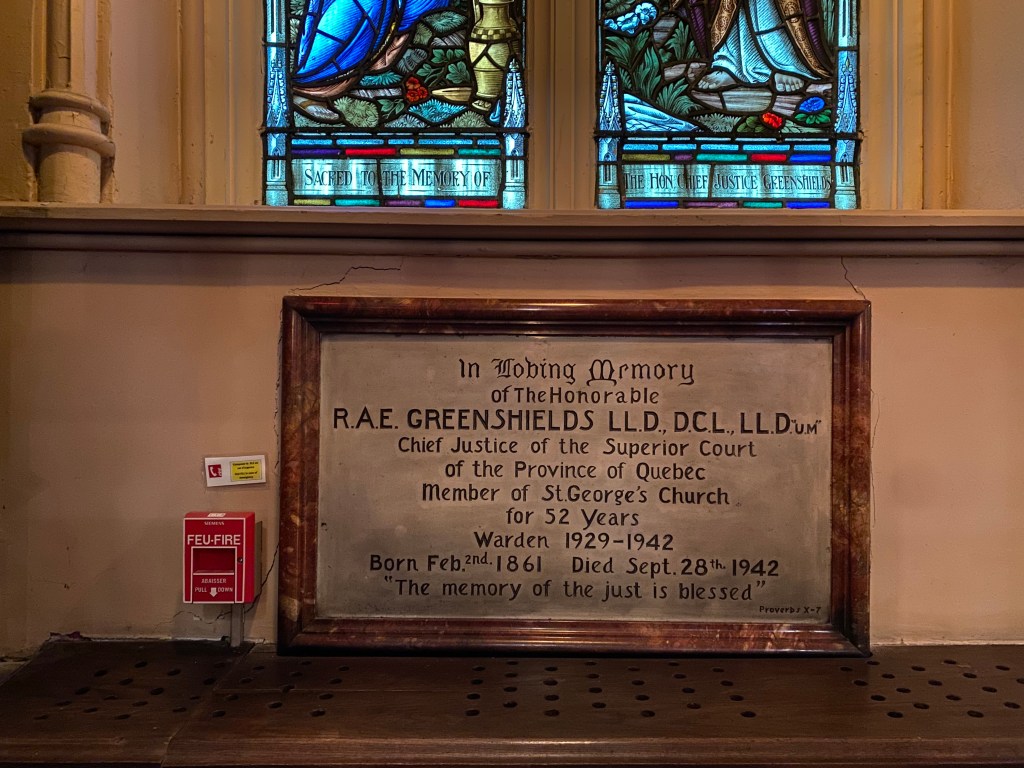 SACRED TO THE MEMORY OF
THE HON. CHIEF JUSTICE GREENSHIELDS
In Loving Memory
of The Honorable
R.A.E. GREENSHIELDS LL.D., D.C.L., LL.D. "U.M"
Chief Justice of the Superior Court
of the Province of Quebec
Member of St. George's Church
for 52 Years
Warden 1929-1942
Born Feb. 2nd. 1861 Died Sept. 28th. 1942
"The memory of the just is blessed"
Proverbs X-7
SIEMENS
FEU-FIRE
ABAISSER
PULL DOWN